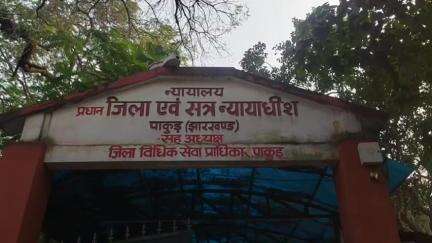 न्यायालय
प्रधान जिला एवं सत्र न्यायाधीश
पाकुड़ (झारखण्ड)
-सह अध्यक्ष
जिला विधिक सेवा प्राधिकार, पाकुड़